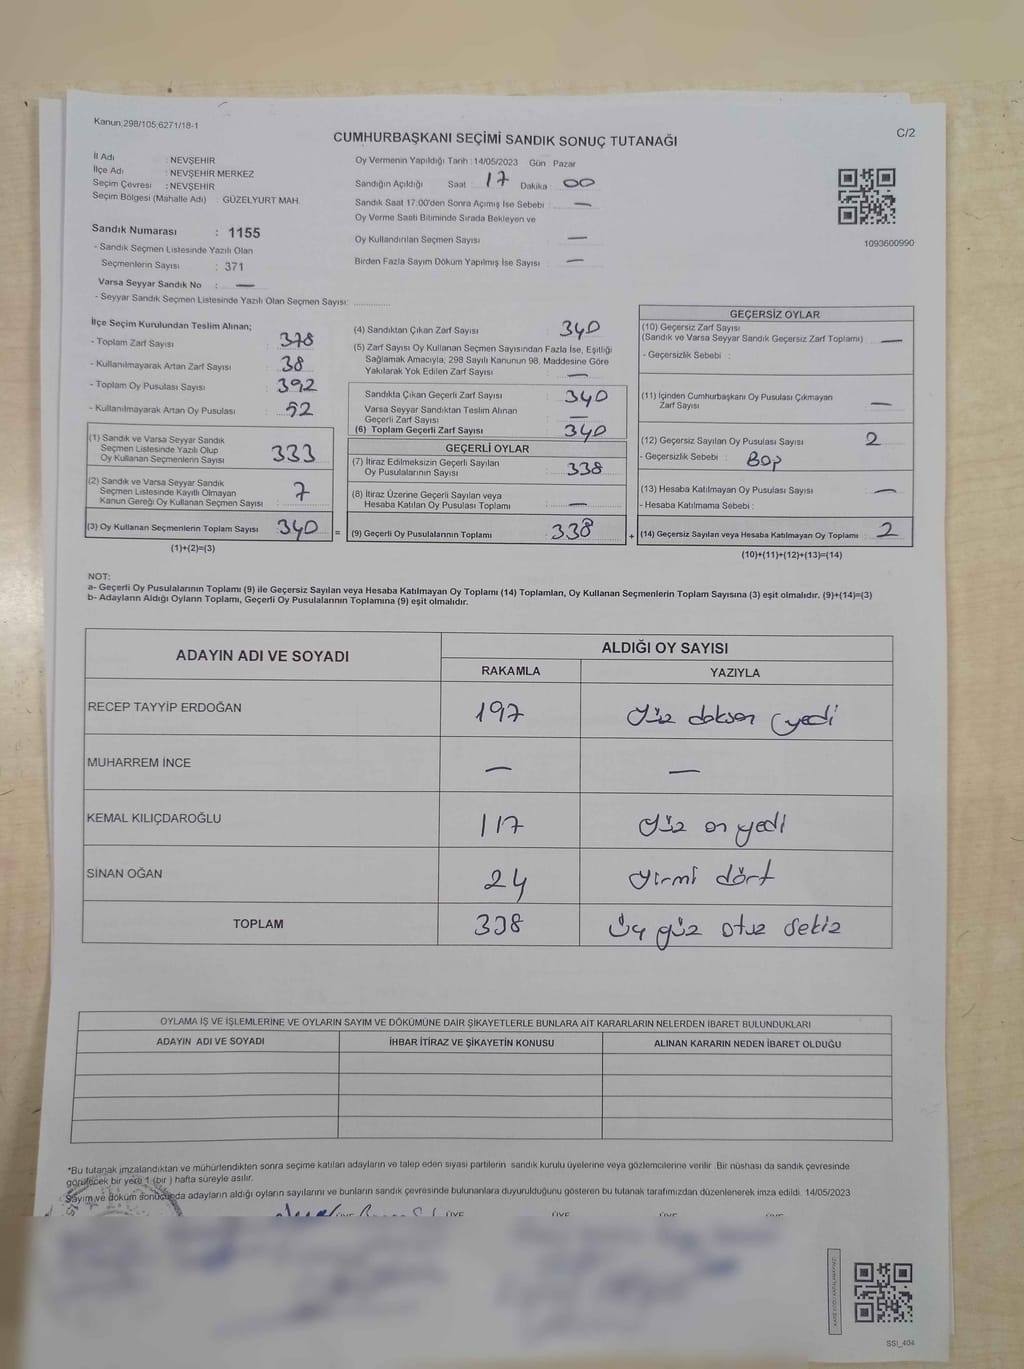 Kanun,298/105;6271/18-1
C/2
CUMHURBAŞKANI SEÇİMİ SANDIK SONUÇ TUTANAĞI
İl Adı : NEVŞEHİR
İlçe Adı : NEVŞEHİR MERKEZ
Seçim Çevresi : NEVŞEHİR
Seçim Bölgesi (Mahalle Adı) : GÜZELYURT MAH.
Sandık Numarası : 1155
- Sandık Seçmen Listesinde Yazılı Olan
Seçmenlerin Sayısı : 371
Varsa Seyyar Sandık No : —
- Seyyar Sandık Seçmen Listesinde Yazılı Olan Seçmen Sayısı: ..............
Oy Vermenin Yapıldığı Tarih : 14/05/2023 Gün : Pazar
Sandığın Açıldığı Saat : 17 Dakika : 00
Sandık Saat 17:00'den Sonra Açımış İse Sebebi : —
Oy Verme Saati Bitiminde Sırada Bekleyen ve
Oy Kullandırılan Seçmen Sayısı : —
Birden Fazla Sayım Döküm Yapılmış İse Sayısı : —
1093600990
İlçe Seçim Kurulundan Teslim Alınan;
- Toplam Zarf Sayısı : 378
- Kullanılmayarak Artan Zarf Sayısı : 38
- Toplam Oy Pusulası Sayısı : 392
- Kullanılmayarak Artan Oy Pusulası : 52
(1) Sandık ve Varsa Seyyar Sandık
Seçmen Listesinde Yazılı Olup
Oy Kullanan Seçmenlerin Sayısı : 333
(2) Sandık ve Varsa Seyyar Sandık
Seçmen Listesinde Kayıtlı Olmayan
Kanun Gereği Oy Kullanan Seçmen Sayısı : 7
(3) Oy Kullanan Seçmenlerin Toplam Sayısı : 340 =
(1)+(2)=(3)
(4) Sandıktan Çıkan Zarf Sayısı : 340
(5) Zarf Sayısı Oy Kullanan Seçmen Sayısından Fazla İse, Eşitliği
Sağlamak Amacıyla; 298 Sayılı Kanunun 98. Maddesine Göre
Yakılarak Yok Edilen Zarf Sayısı : —
Sandıkta Çıkan Geçerli Zarf Sayısı : 340
Varsa Seyyar Sandıktan Teslim Alınan
Geçerli Zarf Sayısı : —
(6) Toplam Geçerli Zarf Sayısı : 340
GEÇERLİ OYLAR
(7) İtiraz Edilmeksizin Geçerli Sayılan
Oy Pusulalarının Sayısı : 338
(8) İtiraz Üzerine Geçerli Sayılan veya
Hesaba Katılan Oy Pusulası Toplamı : —
(9) Geçerli Oy Pusulalarının Toplamı : 338 +
GEÇERSİZ OYLAR
(10) Geçersiz Zarf Sayısı
(Sandık ve Varsa Seyyar Sandık Geçersiz Zarf Toplamı) : —
- Geçersizlik Sebebi :
(11) İçinden Cumhurbaşkanı Oy Pusulası Çıkmayan
Zarf Sayısı : —
(12) Geçersiz Sayılan Oy Pusulası Sayısı : 2
- Geçersizlik Sebebi : Boş
(13) Hesaba Katılmayan Oy Pusulası Sayısı : —
- Hesaba Katılmama Sebebi :
(14) Geçersiz Sayılan veya Hesaba Katılmayan Oy Toplamı : 2
(10)+(11)+(12)+(13)=(14)
NOT:
a- Geçerli Oy Pusulalarının Toplamı (9) ile Geçersiz Sayılan veya Hesaba Katılmayan Oy Toplamı (14) Toplamları, Oy Kullanan Seçmenlerin Toplam Sayısına (3) eşit olmalıdır. (9)+(14)=(3)
b- Adayların Aldığı Oyların Toplamı, Geçerli Oy Pusulalarının Toplamına (9) eşit olmalıdır.
ADAYIN ADI VE SOYADI
ALDIĞI OY SAYISI
RAKAMLA YAZIYLA
RECEP TAYYİP ERDOĞAN 197 Yüz doksan yedi
MUHARREM İNCE — —
KEMAL KILIÇDAROĞLU 117 Yüz on yedi
SİNAN OĞAN 24 Yirmi dört
TOPLAM 338 Üç yüz otuz sekiz
OYLAMA İŞ VE İŞLEMLERİNE VE OYLARIN SAYIM VE DÖKÜMÜNE DAİR ŞİKAYETLERLE BUNLARA AİT KARARLARIN NELERDEN İBARET BULUNDUKLARI
ADAYIN ADI VE SOYADI İHBAR İTİRAZ VE ŞİKAYETİN KONUSU ALINAN KARARIN NEDEN İBARET OLDUĞU
*Bu tutanak imzalandıktan ve mühürlendikten sonra seçime katılan adayların ve talep eden siyasi partilerin sandık kurulu üyelerine veya gözlemcilerine verilir. Bir nüshası da sandık çevresinde
görülecek bir yere 1 (bir) hafta süreyle asılır.
Sayım ve döküm sonucunda adayların aldığı oyların sayılarını ve bunların sandık çevresinde bulunanlara duyurulduğunu gösteren bu tutanak tarafımızdan düzenlenerek imza edildi. 14/05/2023
ÜYE ÜYE ÜYE
SSI_404